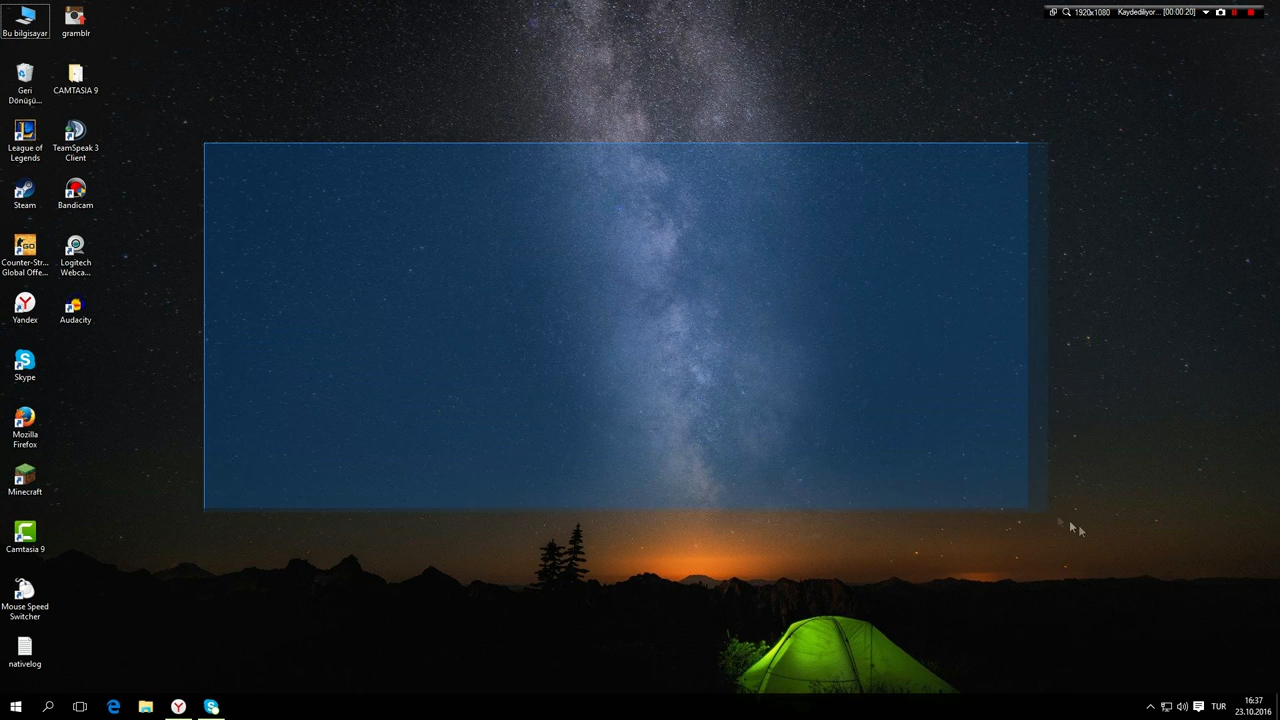 1920x1080 Kaydediliyor... [00:00:20]
Bu bilgisayar
gramblr
Geri
Dönüşü...
CAMTASIA 9
League of
Legends
TeamSpeak 3
Client
Steam
Bandicam
Counter-Str...
Global Offe...
Logitech
Webca...
Yandex
Audacity
Skype
Mozilla
Firefox
Minecraft
Camtasia 9
Mouse Speed
Switcher
nativelog
TUR
16:37
23.10.2016